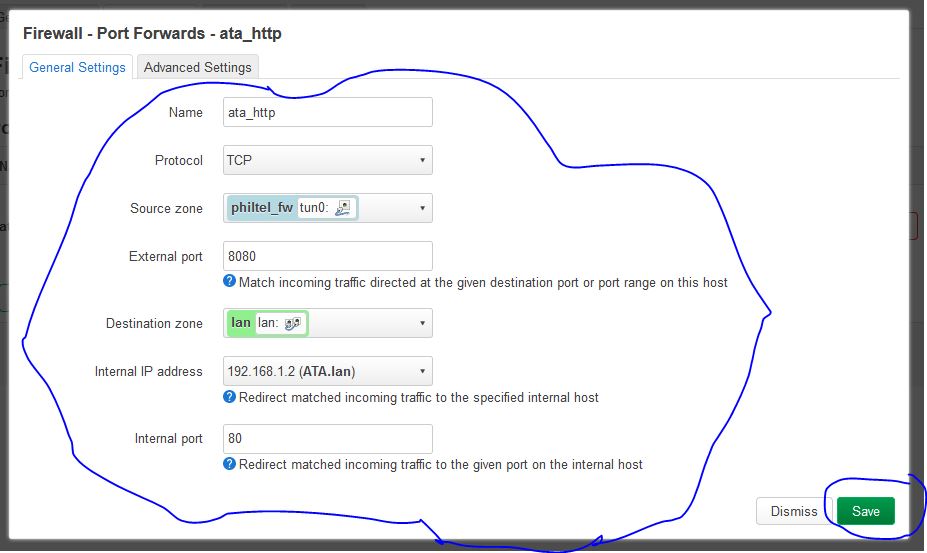 Firewall - Port Forwards - ata_http
General Settings Advanced Settings
Name ata_http
Protocol TCP
Source zone philtel_fw tun0:
External port 8080
Match incoming traffic directed at the given destination port or port range on this host
Destination zone lan lan:
Internal IP address 192.168.1.2 (ATA.lan)
Redirect matched incoming traffic to the specified internal host
Internal port 80
Redirect matched incoming traffic to the given port on the internal host
Dismiss Save